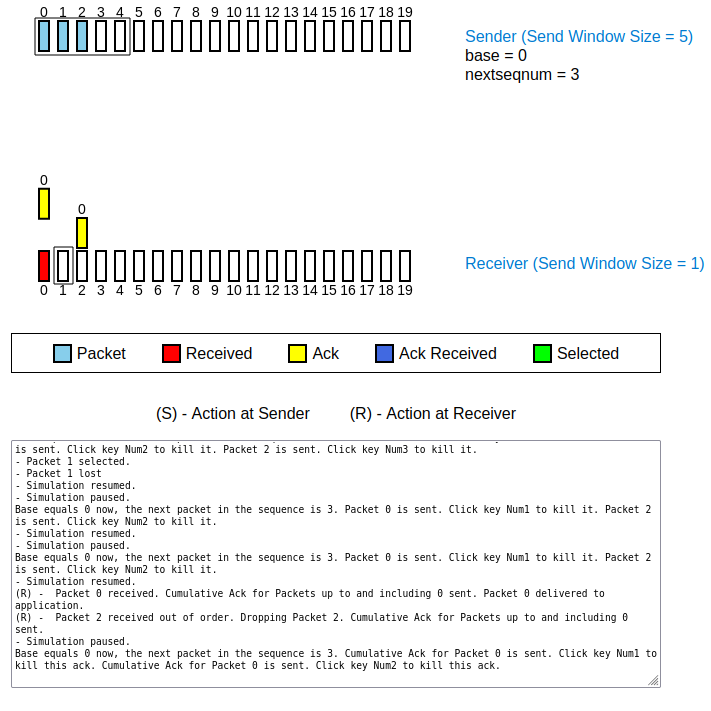 0 1 2 3 4 5 6 7 8 9 10 11 12 13 14 15 16 17 18 19
Sender (Send Window Size = 5)
base = 0
nextseqnum = 3
0
0
Receiver (Send Window Size = 1)
0 1 2 3 4 5 6 7 8 9 10 11 12 13 14 15 16 17 18 19
Packet Received Ack Ack Received Selected
(S) - Action at Sender (R) - Action at Receiver
is sent. Click key Num2 to kill it. Packet 2 is sent. Click key Num3 to kill it.
- Packet 1 selected.
- Packet 1 lost
- Simulation resumed.
- Simulation paused.
Base equals 0 now, the next packet in the sequence is 3. Packet 0 is sent. Click key Num1 to kill it. Packet 2
is sent. Click key Num2 to kill it.
- Simulation resumed.
- Simulation paused.
Base equals 0 now, the next packet in the sequence is 3. Packet 0 is sent. Click key Num1 to kill it. Packet 2
is sent. Click key Num2 to kill it.
- Simulation resumed.
(R) - Packet 0 received. Cumulative Ack for Packets up to and including 0 sent. Packet 0 delivered to
application.
(R) - Packet 2 received out of order. Dropping Packet 2. Cumulative Ack for Packets up to and including 0
sent.
- Simulation paused.
Base equals 0 now, the next packet in the sequence is 3. Cumulative Ack for Packet 0 is sent. Click key Num1 to
kill this ack. Cumulative Ack for Packet 0 is sent. Click key Num2 to kill this ack.